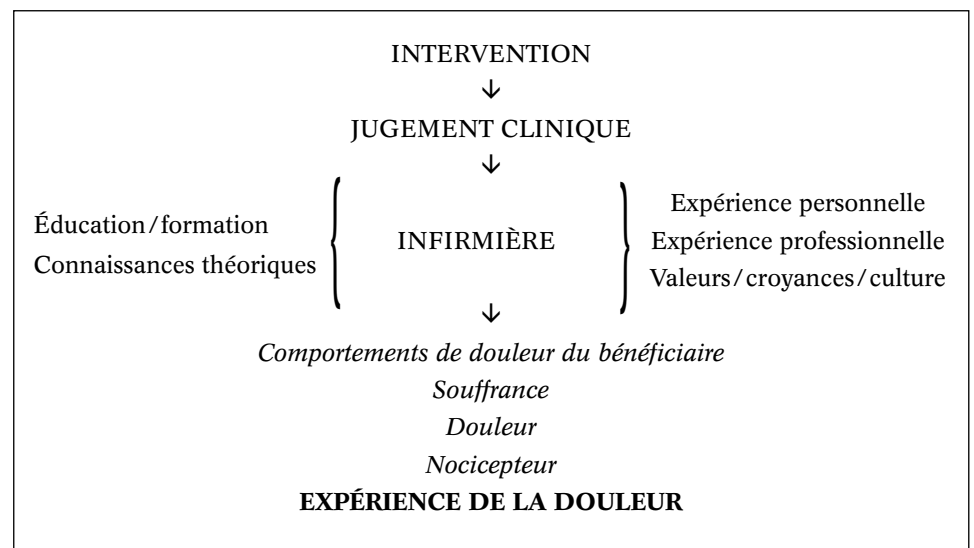 INTERVENTION
↓
JUGEMENT CLINIQUE
↓
Éducation/formation
Connaissances théoriques
INFIRMIÈRE
Expérience personnelle
Expérience professionnelle
Valeurs/croyances/culture
↓
Comportements de douleur du bénéficiaire
Souffrance
Douleur
Nocicepteur
EXPÉRIENCE DE LA DOULEUR